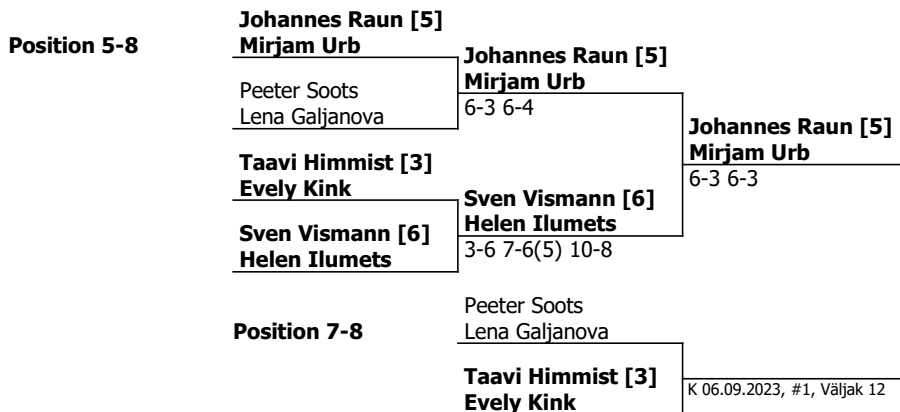 Position 5-8
Johannes Raun [5]
Mirjam Urb
Peeter Soots
Lena Galjanova
Johannes Raun [5]
Mirjam Urb
6-3 6-4
Taavi Himmist [3]
Evely Kink
Sven Vismann [6]
Helen Ilumets
Sven Vismann [6]
Helen Ilumets
3-6 7-6(5) 10-8
Johannes Raun [5]
Mirjam Urb
6-3 6-3
Position 7-8
Peeter Soots
Lena Galjanova
Taavi Himmist [3]
Evely Kink
K 06.09.2023, #1, Väljak 12